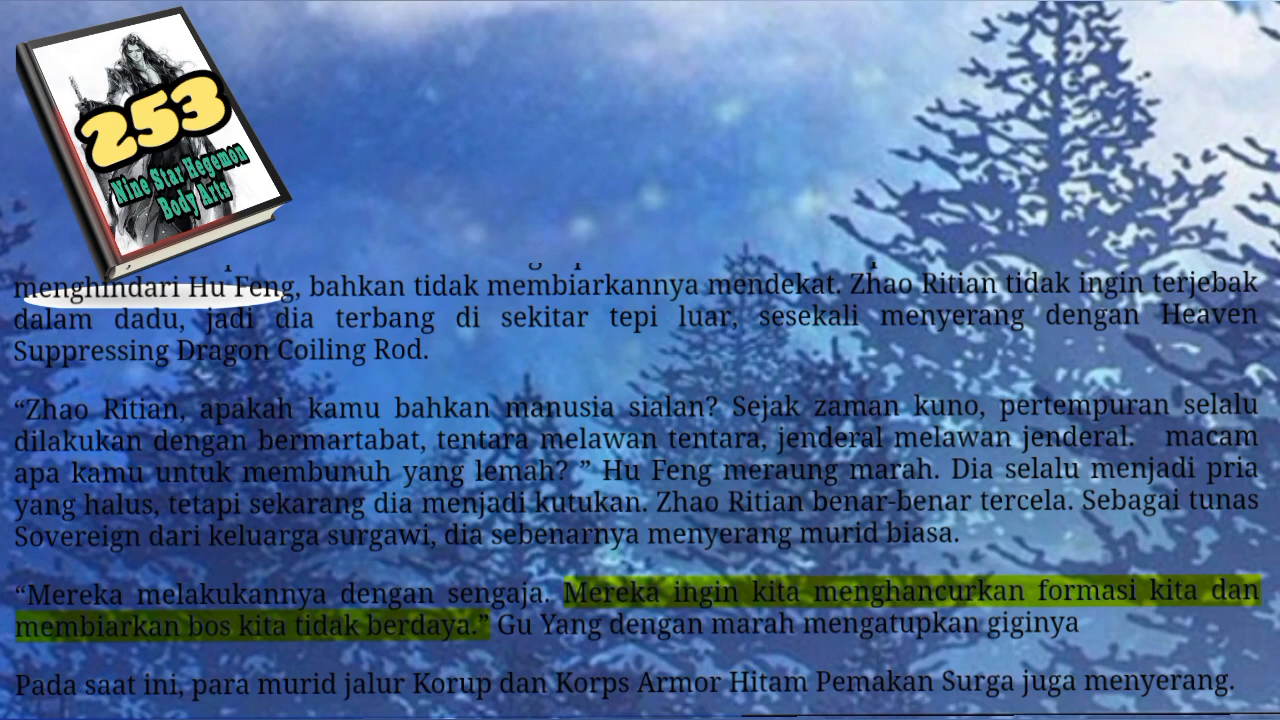 253
Nine Star Hegemon
Body Arts
menghindari Hu Feng, bahkan tidak membiarkannya mendekat. Zhao Ritian tidak ingin terjebak
dalam dadu, jadi dia terbang di sekitar tepi luar, sesekali menyerang dengan Heaven
Suppressing Dragon Coiling Rod.
“Zhao Ritian, apakah kamu bahkan manusia sialan? Sejak zaman kuno, pertempuran selalu
dilakukan dengan bermartabat, tentara melawan tentara, jenderal melawan jenderal. macam
apa kamu untuk membunuh yang lemah? ” Hu Feng meraung marah. Dia selalu menjadi pria
yang halus, tetapi sekarang dia menjadi kutukan. Zhao Ritian benar-benar tercela. Sebagai tunas
Sovereign dari keluarga surgawi, dia sebenarnya menyerang murid biasa.
“Mereka melakukannya dengan sengaja. Mereka ingin kita menghancurkan formasi kita dan
membiarkan bos kita tidak berdaya.” Gu Yang dengan marah mengatupkan giginya
Pada saat ini, para murid jalur Korup dan Korps Armor Hitam Pemakan Surga juga menyerang.